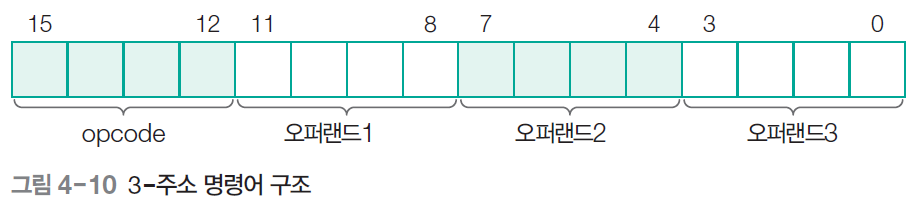 15 12 11 8 7 4 3 0
opcode 오퍼랜드1 오퍼랜드2 오퍼랜드3
그림 4-10 3-주소 명령어 구조